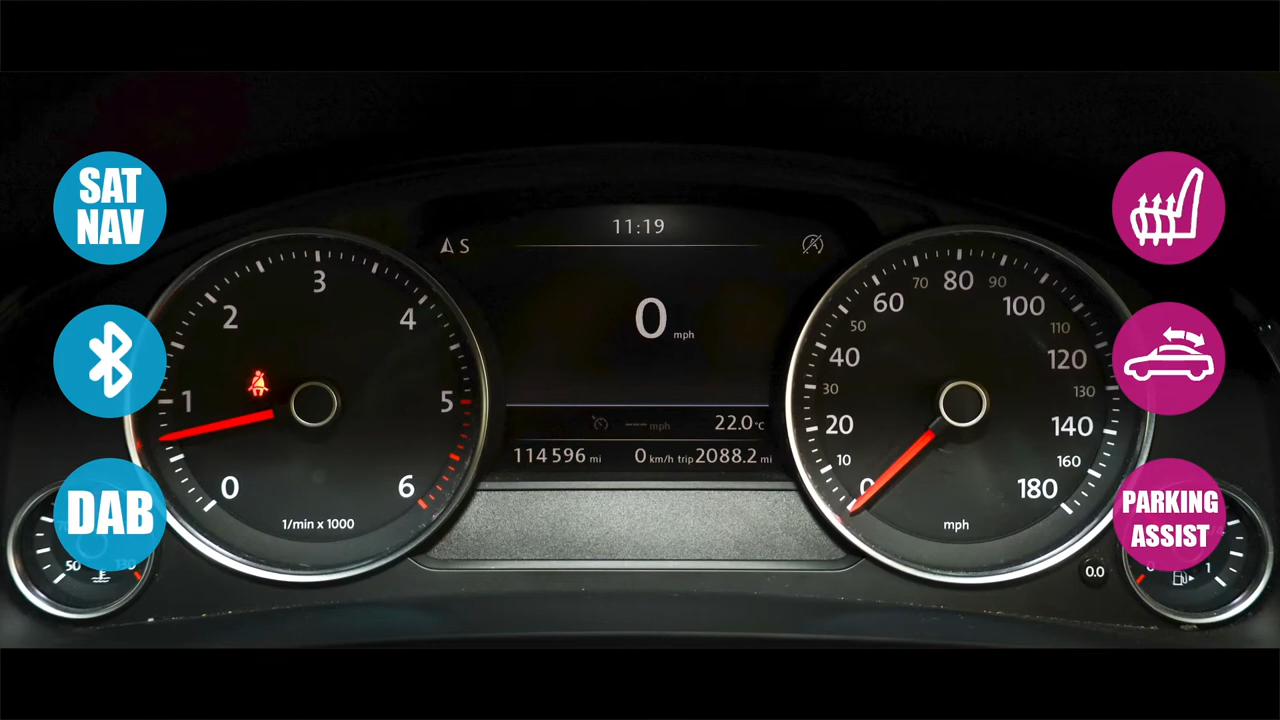 SAT
NAV
DAB
0
1
2
3
4
5
6
1/min x 1000
50
130
11:19
S
0 mph
--- mph
22.0 °C
114596 mi
0 km/h trip 2088.2 mi
0
10
20
30
40
50
60
70
80
90
100
110
120
130
140
160
180
mph
0.0
0
1
PARKING
ASSIST